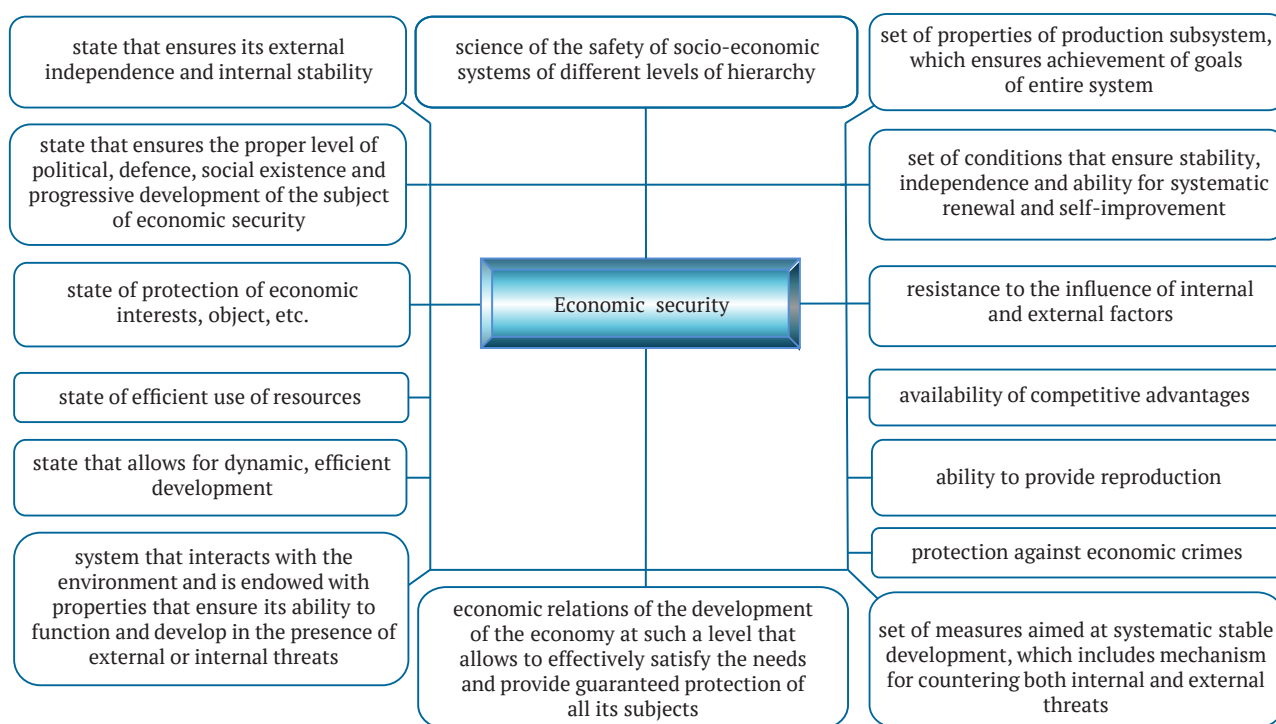 state that ensures its external
independence and internal stability
science of the safety of socio-economic
systems of different levels of hierarchy
set of properties of production subsystem,
which ensures achievement of goals
of entire system
state that ensures the proper level of
political, defence, social existence and
progressive development of the subject
of economic security
set of conditions that ensure stability,
independence and ability for systematic
renewal and self-improvement
state of protection of economic
interests, object, etc.
Economic security
resistance to the influence of internal
and external factors
state of efficient use of resources
availability of competitive advantages
state that allows for dynamic, efficient
development
ability to provide reproduction
system that interacts with the
environment and is endowed with
properties that ensure its ability to
function and develop in the presence of
external or internal threats
protection against economic crimes
economic relations of the development
of the economy at such a level that
allows to effectively satisfy the needs
and provide guaranteed protection of
all its subjects
set of measures aimed at systematic stable
development, which includes mechanism
for countering both internal and external
threats